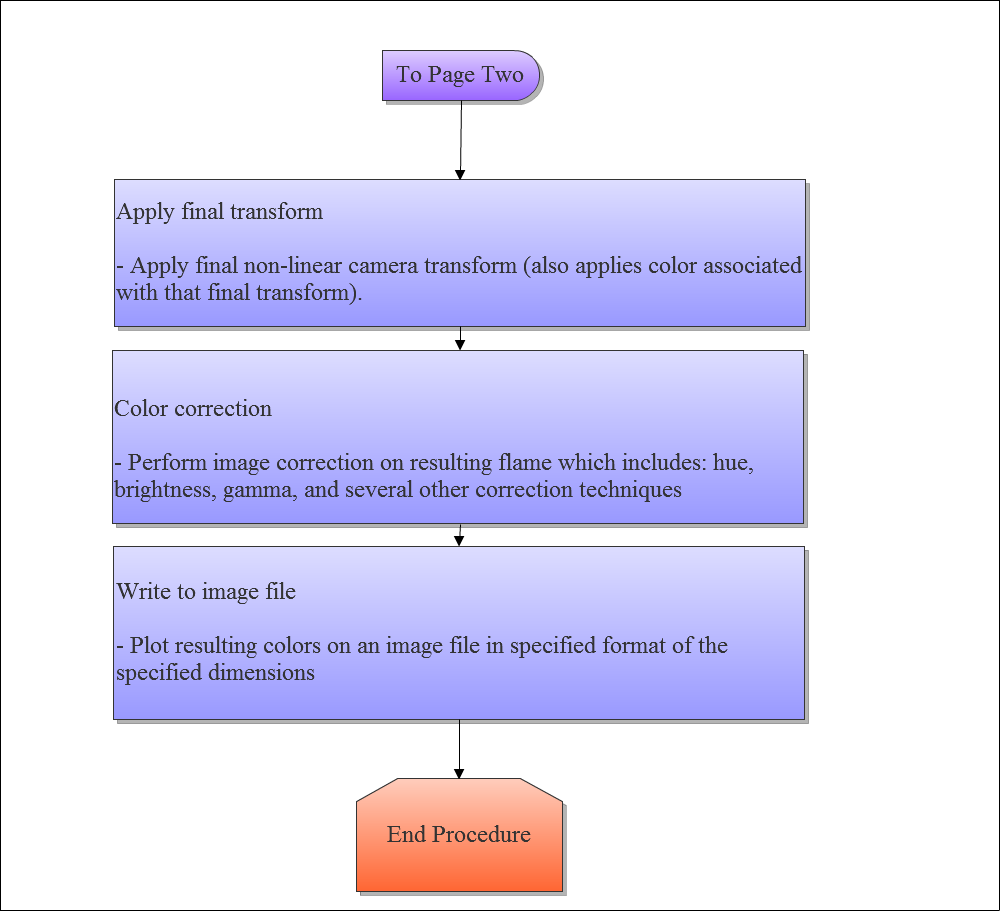 To Page Two
Apply final transform
- Apply final non-linear camera transform (also applies color associated
with that final transform).
Color correction
- Perform image correction on resulting flame which includes: hue,
brightness, gamma, and several other correction techniques
Write to image file
- Plot resulting colors on an image file in specified format of the
specified dimensions
End Procedure